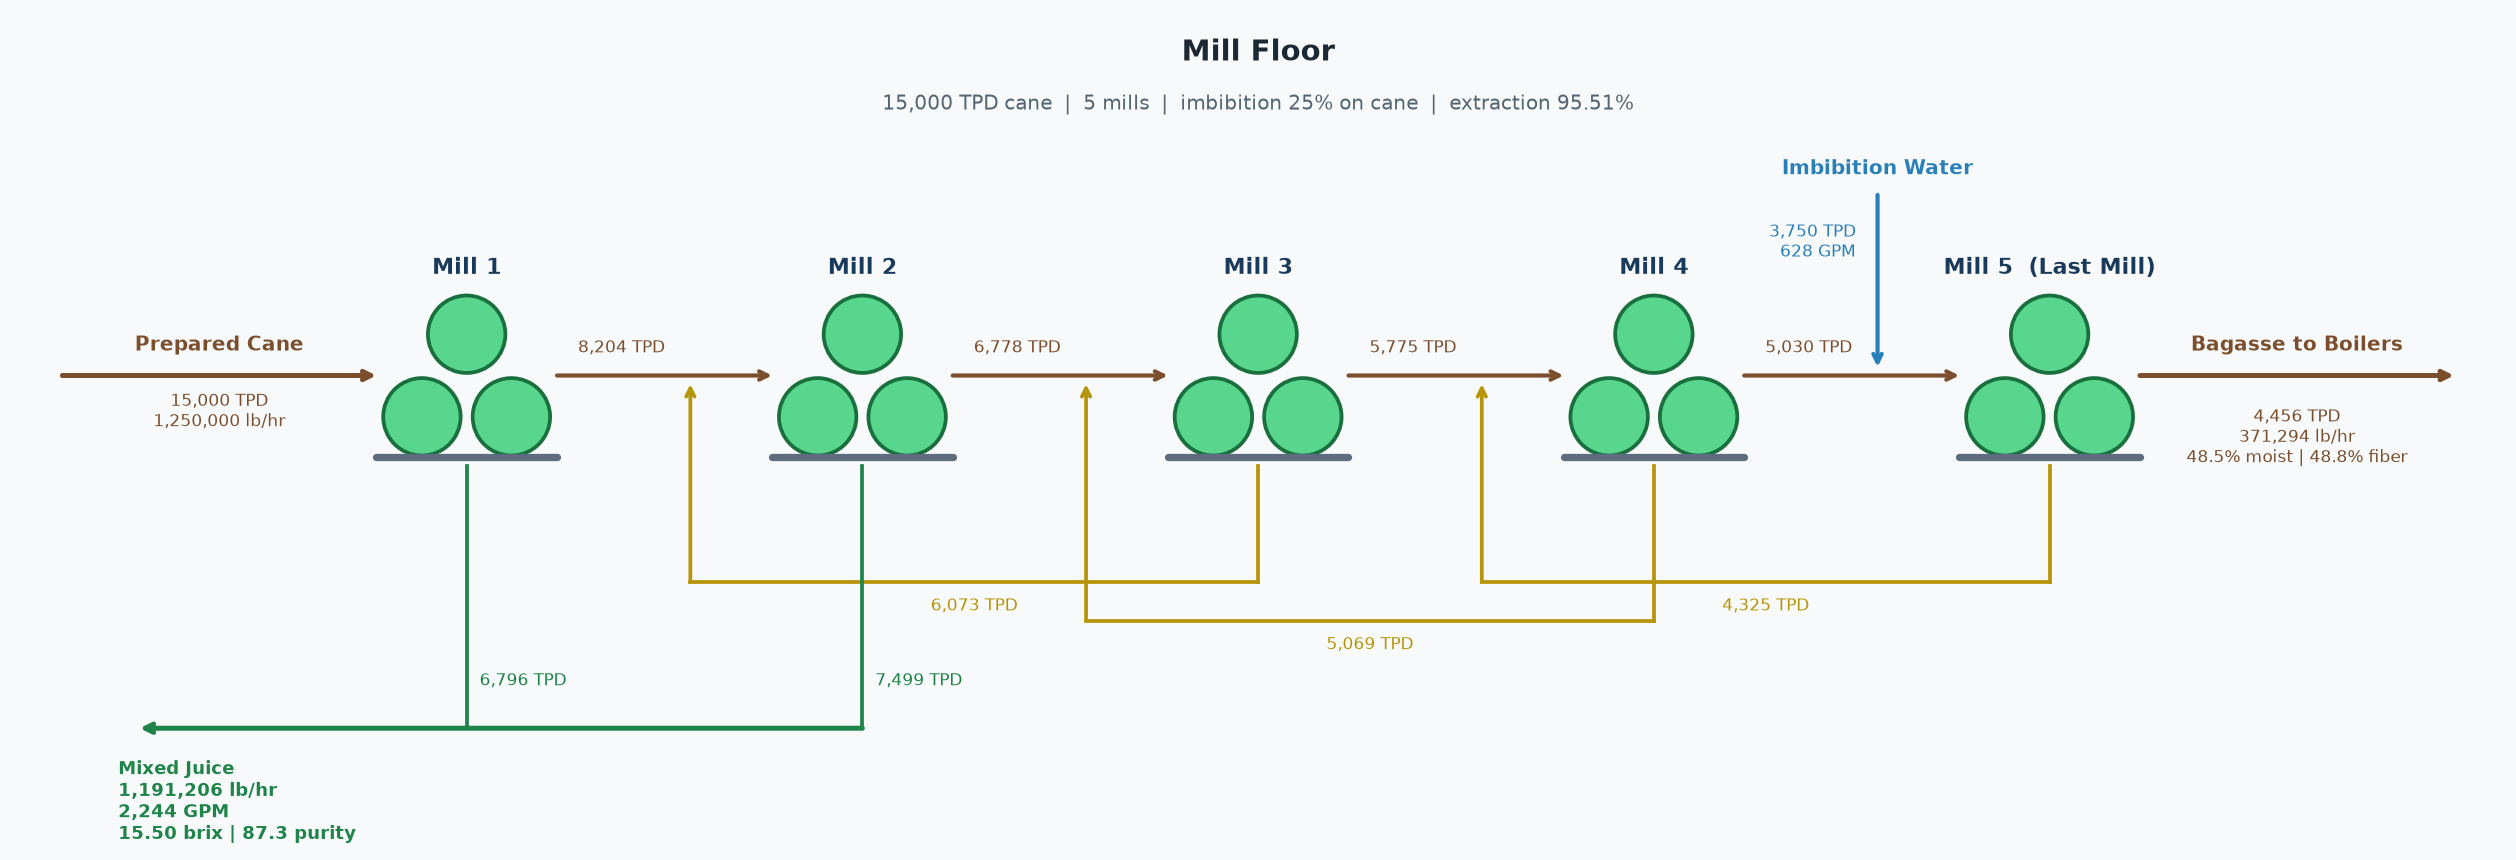 Mill Floor
15,000 TPD cane | 5 mills | imbibition 25% on cane | extraction 95.51%
Imbibition Water
3,750 TPD
628 GPM
Mill 1
Mill 2
Mill 3
Mill 4
Mill 5 (Last Mill)
Prepared Cane
15,000 TPD
1,250,000 lb/hr
8,204 TPD
6,778 TPD
5,775 TPD
5,030 TPD
Bagasse to Boilers
4,456 TPD
371,294 lb/hr
48.5% moist | 48.8% fiber
6,073 TPD
4,325 TPD
5,069 TPD
6,796 TPD
7,499 TPD
Mixed Juice
1,191,206 lb/hr
2,244 GPM
15.50 brix | 87.3 purity